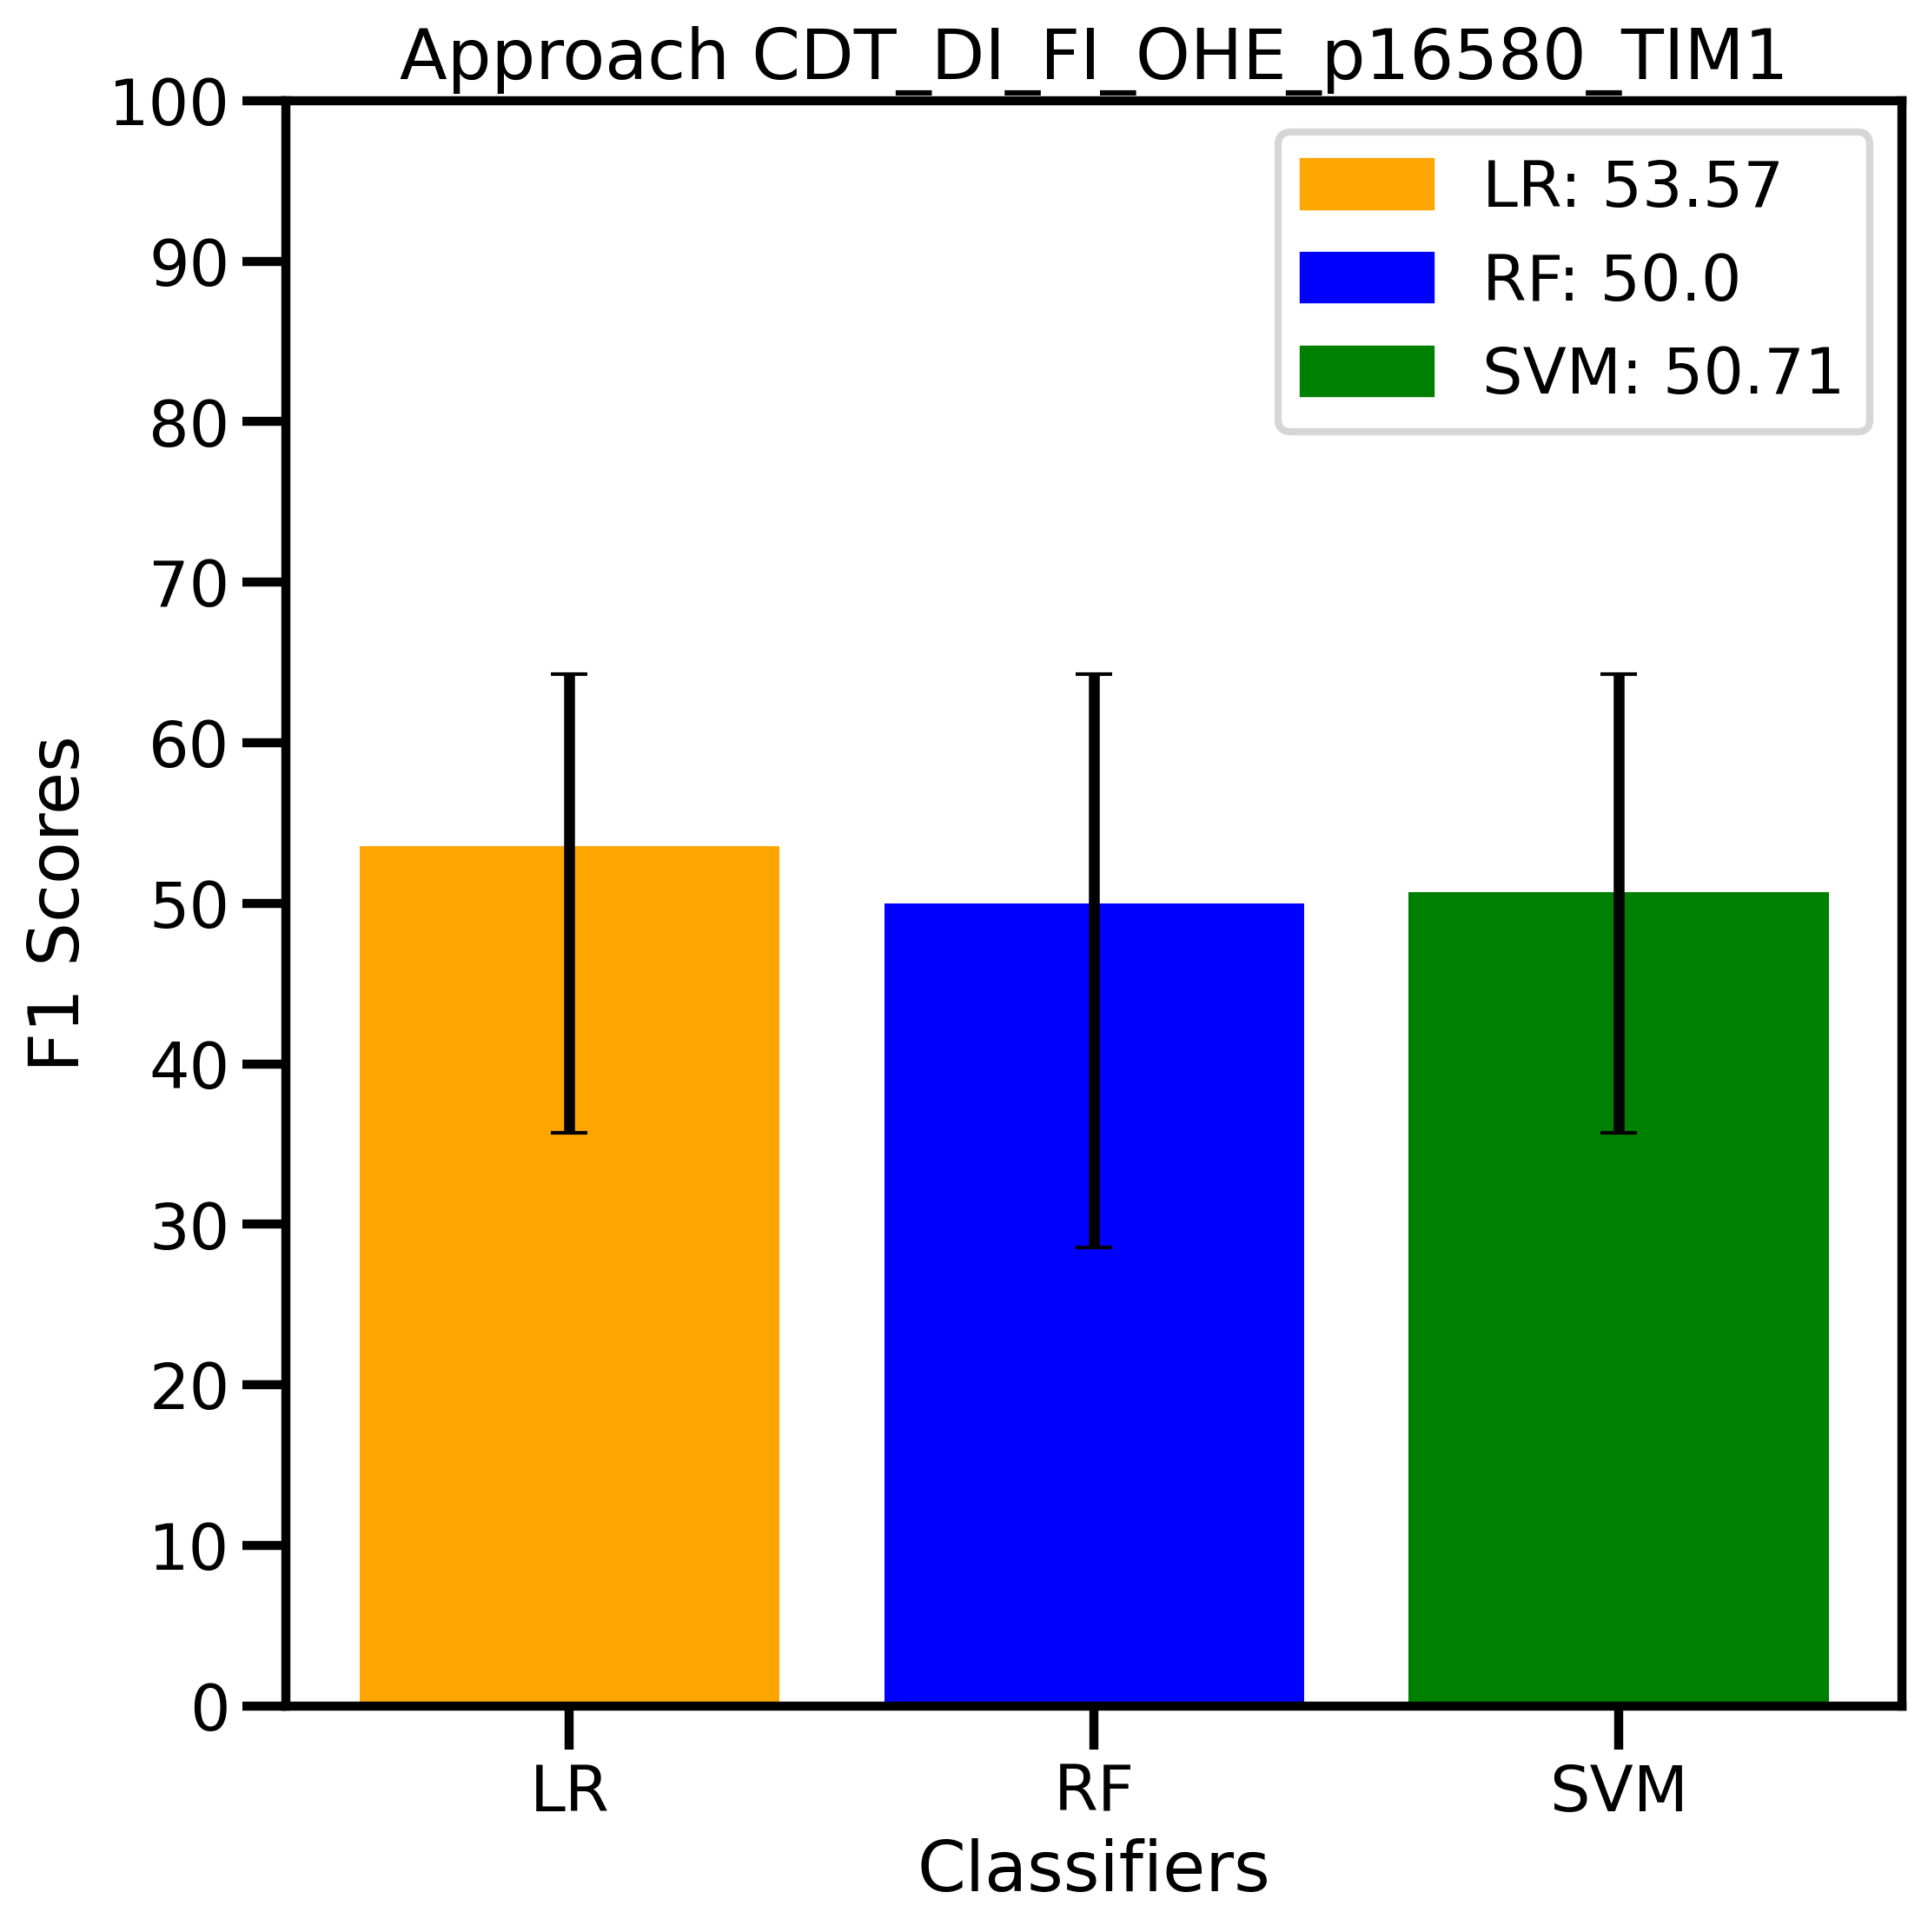 Approach CDT_DI_FI_OHE_p16580_TIM1
100
90
80
70
60
50
40
30
20
10
0
F1 Scores
LR: 53.57
RF: 50.0
SVM: 50.71
LR RF SVM
Classifiers